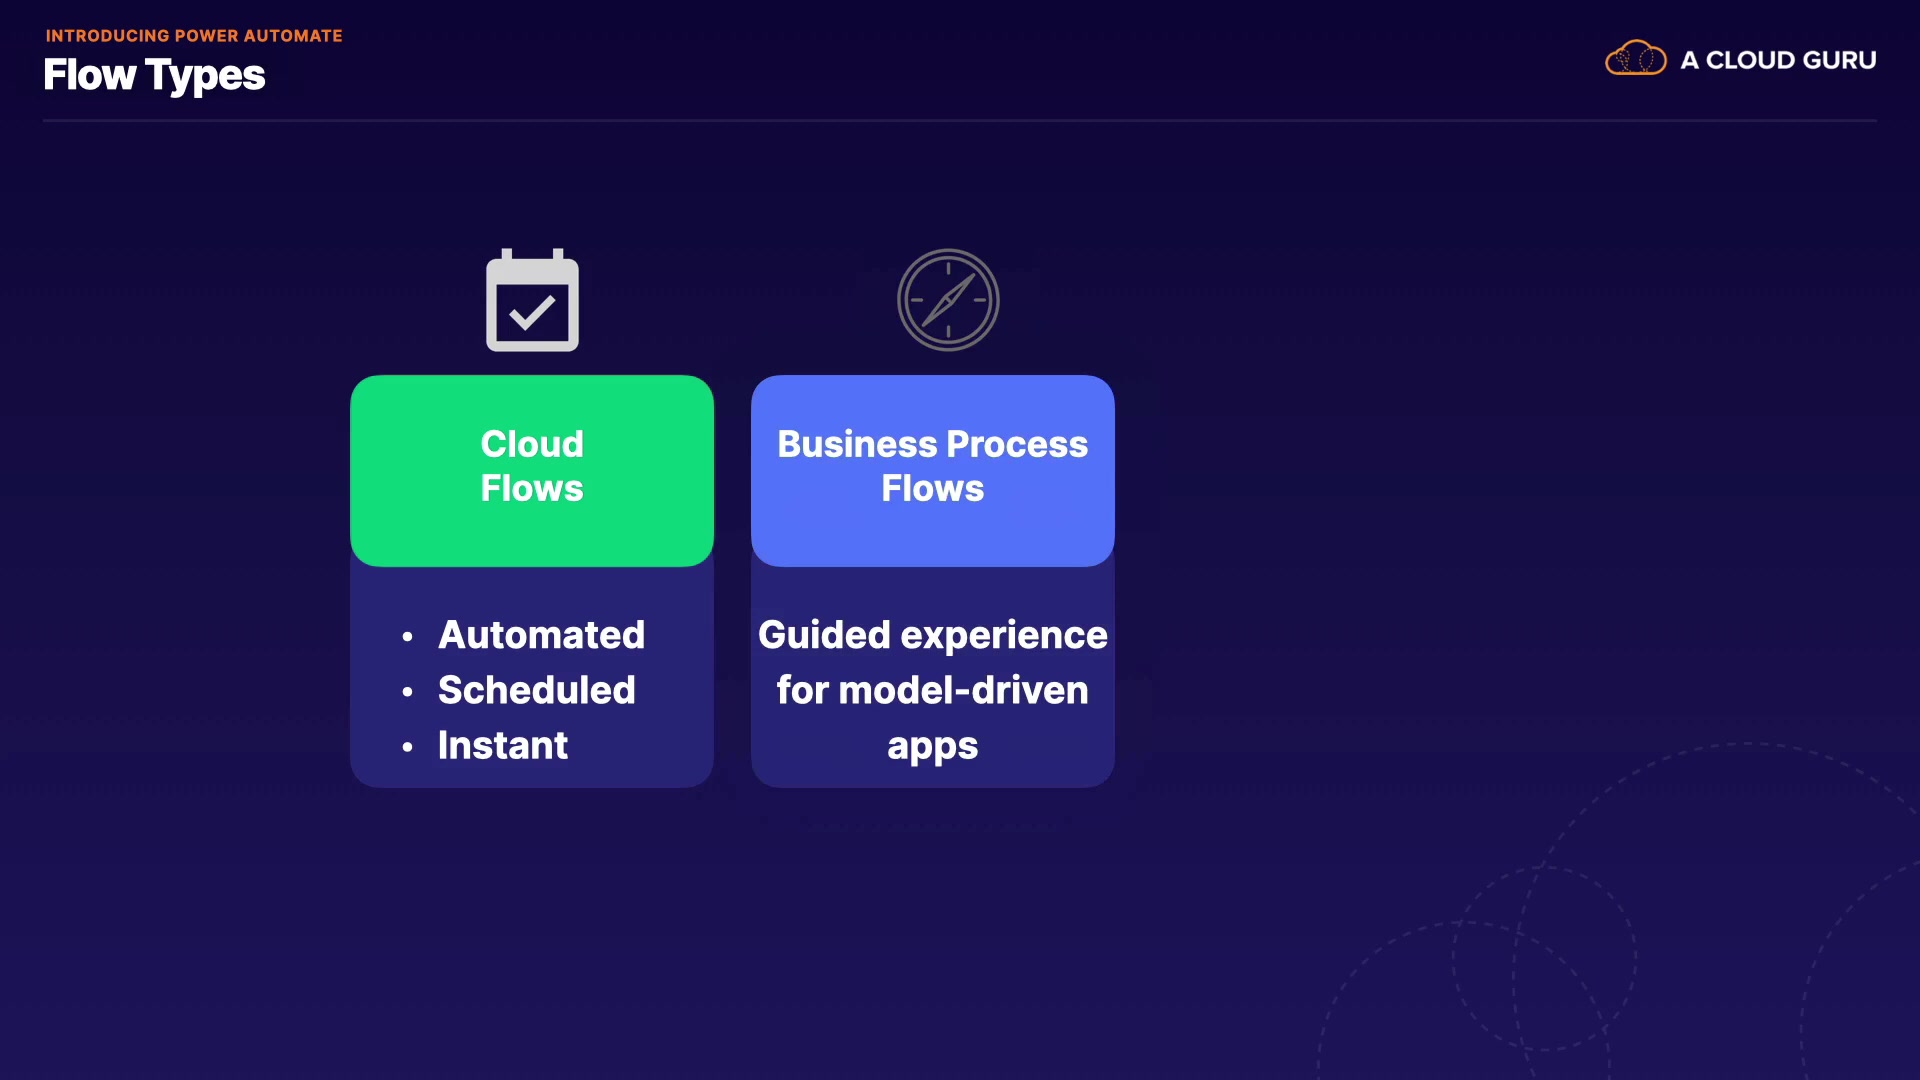 INTRODUCING POWER AUTOMATE
Flow Types
A CLOUD GURU
Cloud
Flows
• Automated
• Scheduled
• Instant
Business Process
Flows
Guided experience
for model-driven
apps